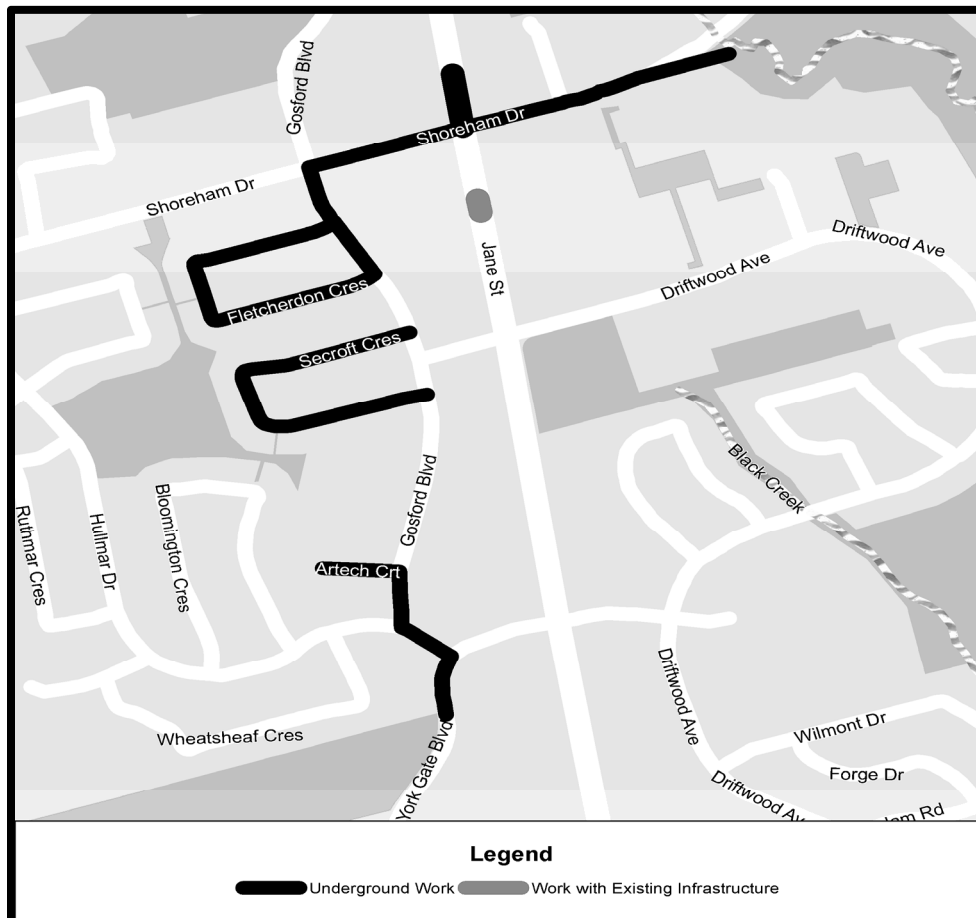 Gosford Blvd
Shoreham Dr
Shoreham Dr
Driftwood Ave
Jane St
Driftwood Ave
Fletcherdon Cres
Secroft Cres
Black Creek
Gosford Blvd
Bloomington Cres
Ruthmar Cres
Hullmar Dr
Artech Crt
Driftwood Ave
Wheatsheaf Cres
Wilmont Dr
York Gate Blvd
Forge Dr
Driftwood Av
Rd
Legend
Underground Work
Work with Existing Infrastructure